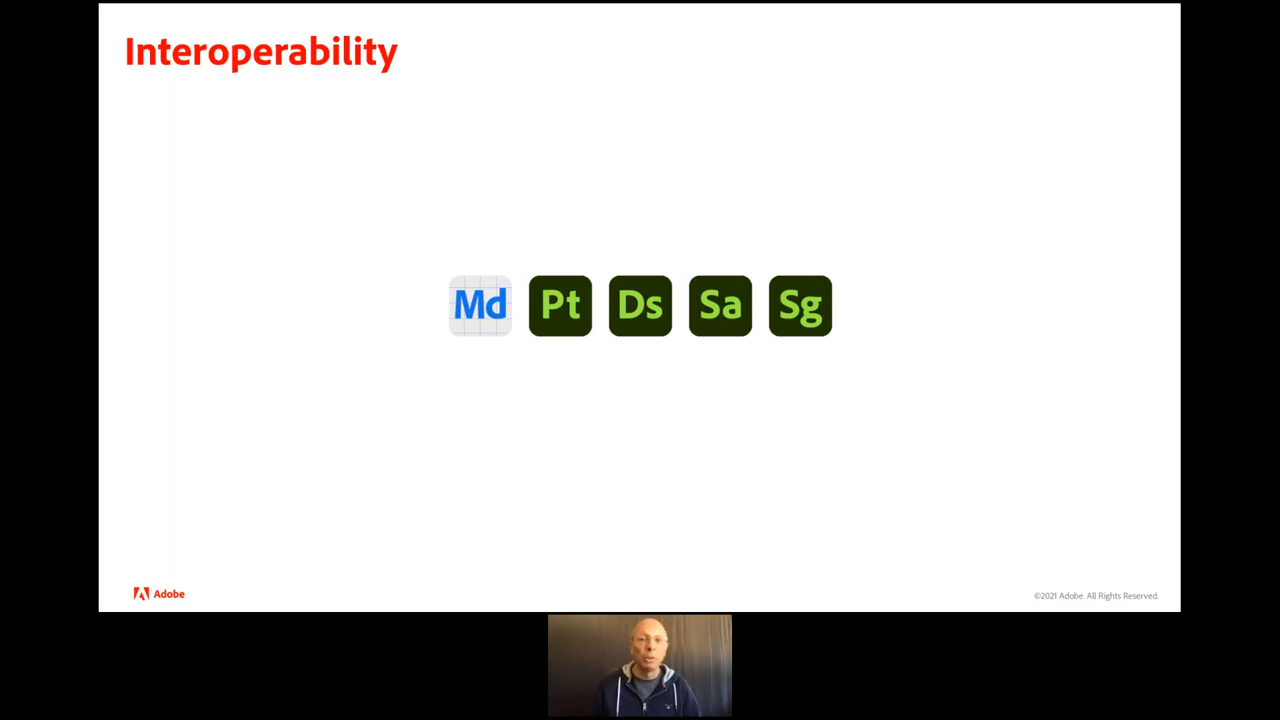 Interoperability
Md Pt Ds Sa Sg
Adobe
©2021 Adobe. All Rights Reserved.